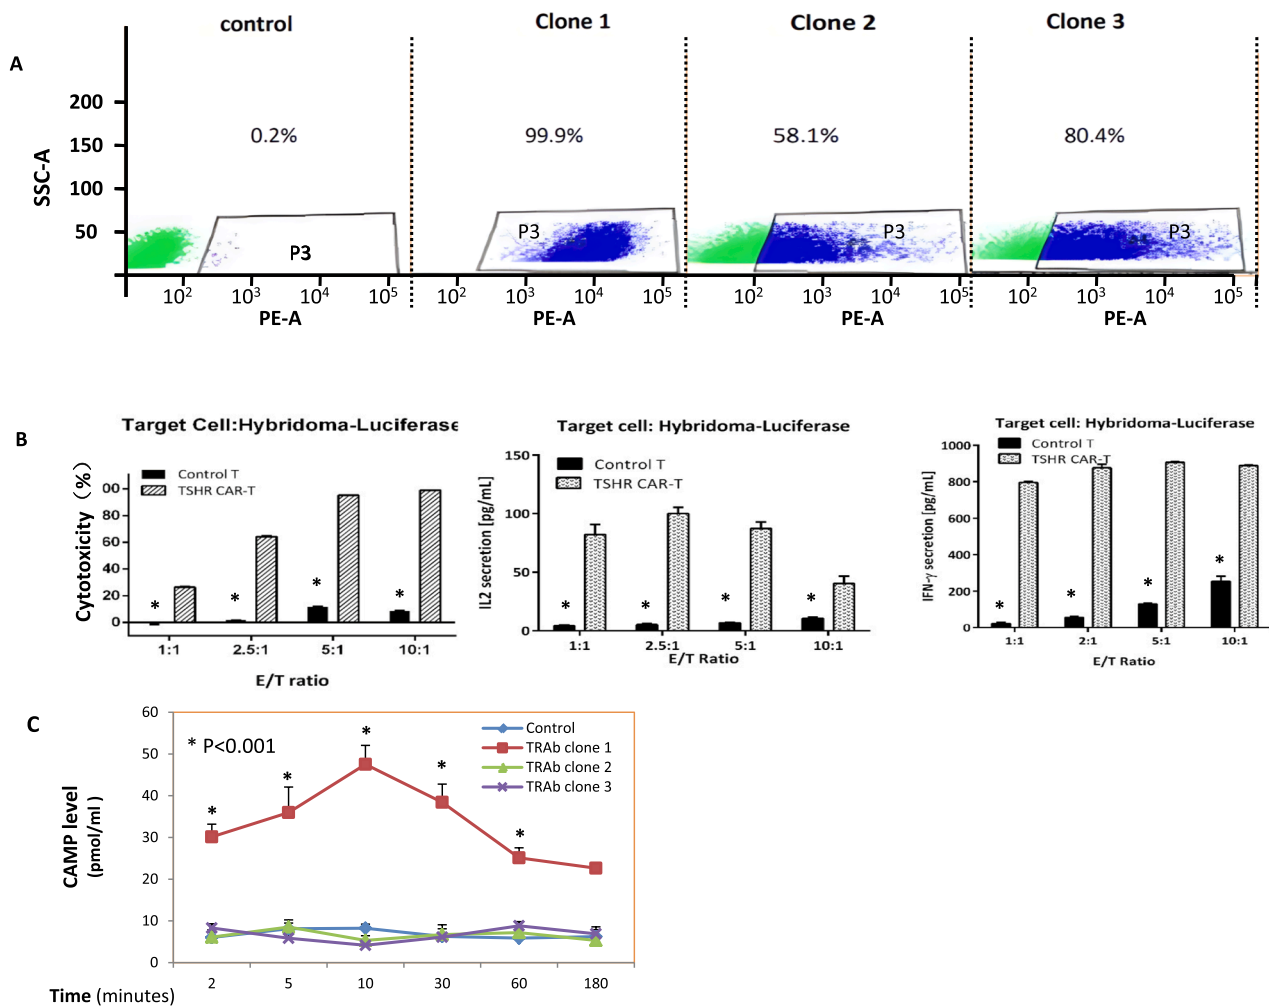 control
Clone 1
Clone 2
Clone 3
A
SSC-A
200
150
100
50
0.2%
99.9%
58.1%
80.4%
P3
P3
P3
P3
10² 10³ 10⁴ 10⁵
10² 10³ 10⁴ 10⁵
10² 10³ 10⁴ 10⁵
10² 10³ 10⁴ 10⁵
PE-A
PE-A
PE-A
PE-A
B
Target Cell:Hybridoma-Luciferase
Control T
TSHR CAR-T
Cytotoxicity (%)
00
80
60
40
20
0
* * * *
1:1 2.5:1 5:1 10:1
E/T ratio
Target cell: Hybridoma-Luciferase
Control T
TSHR CAR-T
IL2 secretion [pg/mL]
150
100
50
0
* * * *
1:1 2.5:1 5:1 10:1
E/T Ratio
Target cell: Hybridoma-Luciferase
Control T
TSHR CAR-T
IFN-γ secretion [pg/mL]
1000
800
600
400
200
0
* * * *
1:1 2:1 5:1 10:1
E/T Ratio
C
CAMP level
(pmol/ml )
60
50
40
30
20
10
0
* P<0.001
Control
TRAb clone 1
TRAb clone 2
TRAb clone 3
* * * * *
2 5 10 30 60 180
Time (minutes)